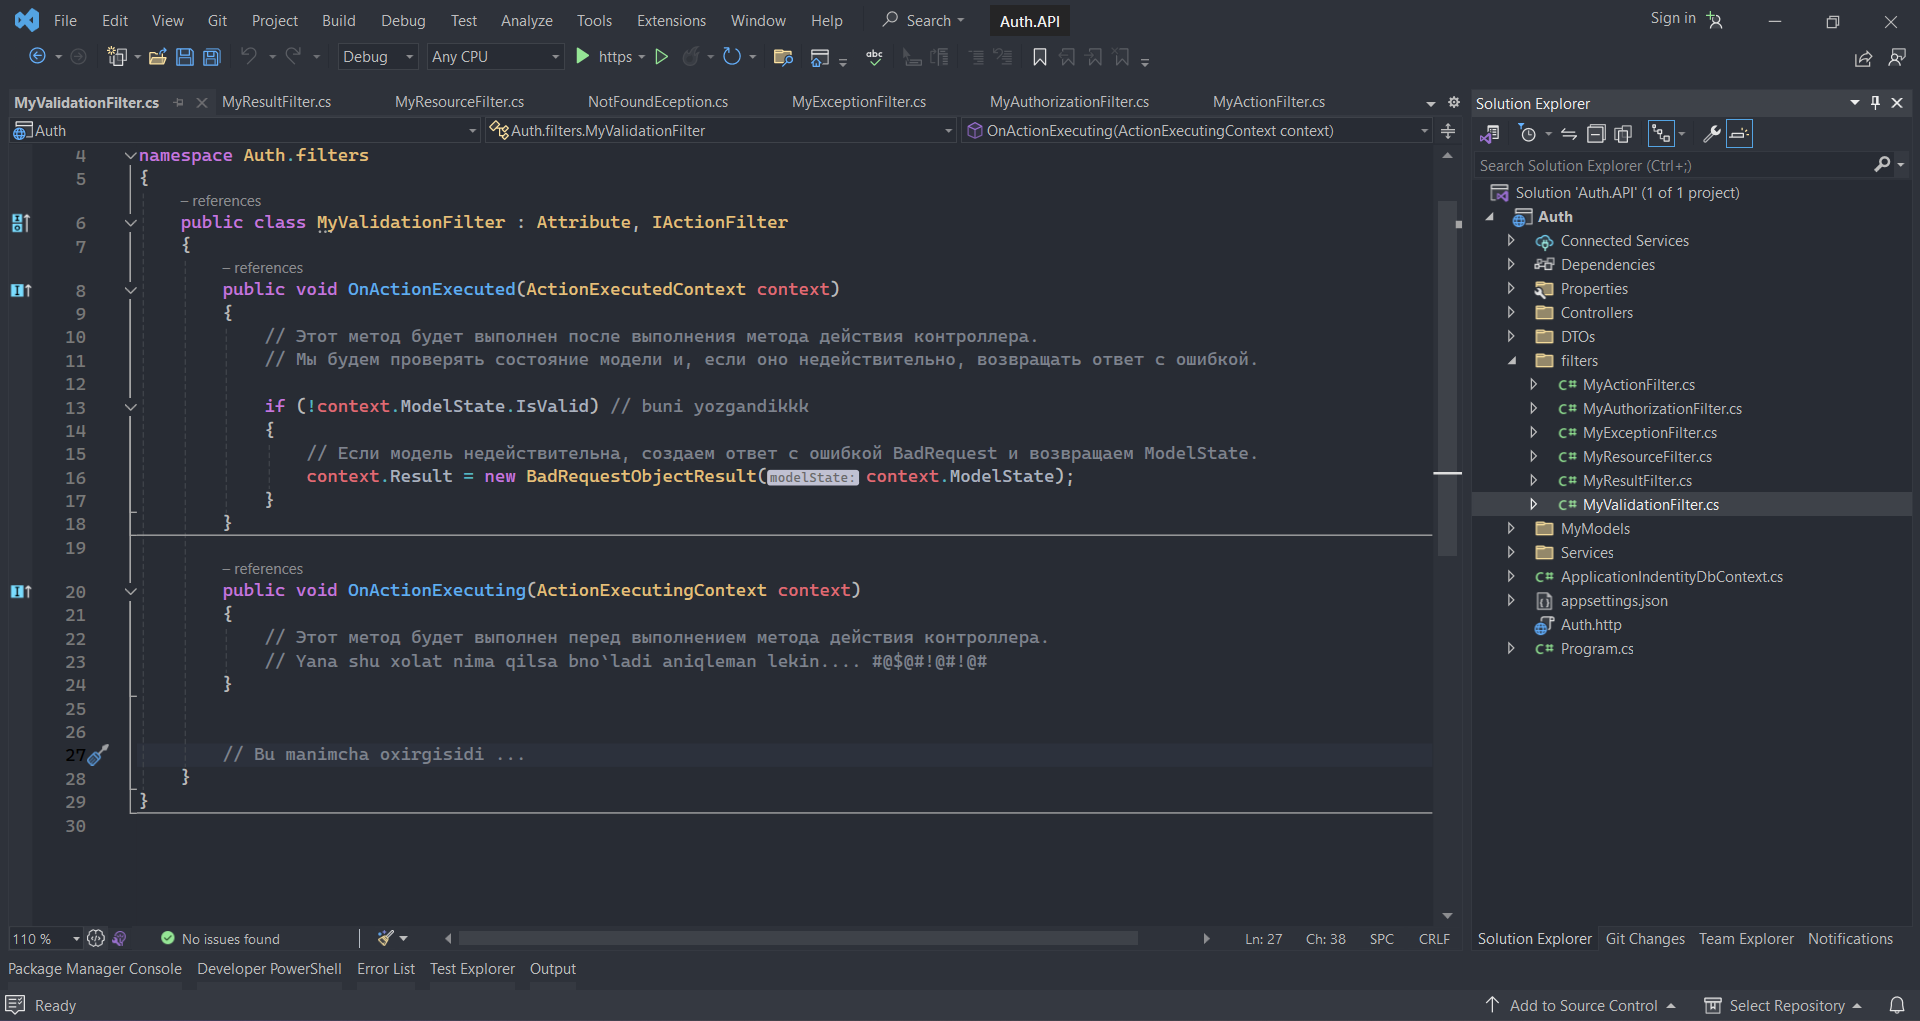 File Edit View Git Project Build Debug Test Analyze Tools Extensions Window Help Search Auth.API Sign in
Debug Any CPU https
MyValidationFilter.cs MyResultFilter.cs MyResourceFilter.cs NotFoundEception.cs MyExceptionFilter.cs MyAuthorizationFilter.cs MyActionFilter.cs
Auth Auth.filters.MyValidationFilter OnActionExecuting(ActionExecutingContext context)
4 namespace Auth.filters
5 {
– references
6 public class MyValidationFilter : Attribute, IActionFilter
7 {
– references
8 public void OnActionExecuted(ActionExecutedContext context)
9 {
10 // Этот метод будет выполнен после выполнения метода действия контроллера.
11 // Мы будем проверять состояние модели и, если оно недействительно, возвращать ответ с ошибкой.
12
13 if (!context.ModelState.IsValid) // buni yozgandikkk
14 {
15 // Если модель недействительна, создаем ответ с ошибкой BadRequest и возвращаем ModelState.
16 context.Result = new BadRequestObjectResult(modelState: context.ModelState);
17 }
18 }
19
– references
20 public void OnActionExecuting(ActionExecutingContext context)
21 {
22 // Этот метод будет выполнен перед выполнением метода действия контроллера.
23 // Yana shu xolat nima qilsa bno‘ladi aniqleman lekin.... #@$@#!@#!@#
24 }
25
26
27 // Bu manimcha oxirgisidi ...
28 }
29 }
30
110 % No issues found Ln: 27 Ch: 38 SPC CRLF
Solution Explorer
Search Solution Explorer (Ctrl+;)
Solution 'Auth.API' (1 of 1 project)
Auth
Connected Services
Dependencies
Properties
Controllers
DTOs
filters
C# MyActionFilter.cs
C# MyAuthorizationFilter.cs
C# MyExceptionFilter.cs
C# MyResourceFilter.cs
C# MyResultFilter.cs
C# MyValidationFilter.cs
MyModels
Services
C# ApplicationIndentityDbContext.cs
appsettings.json
Auth.http
C# Program.cs
Solution Explorer Git Changes Team Explorer Notifications
Package Manager Console Developer PowerShell Error List Test Explorer Output
Ready Add to Source Control Select Repository